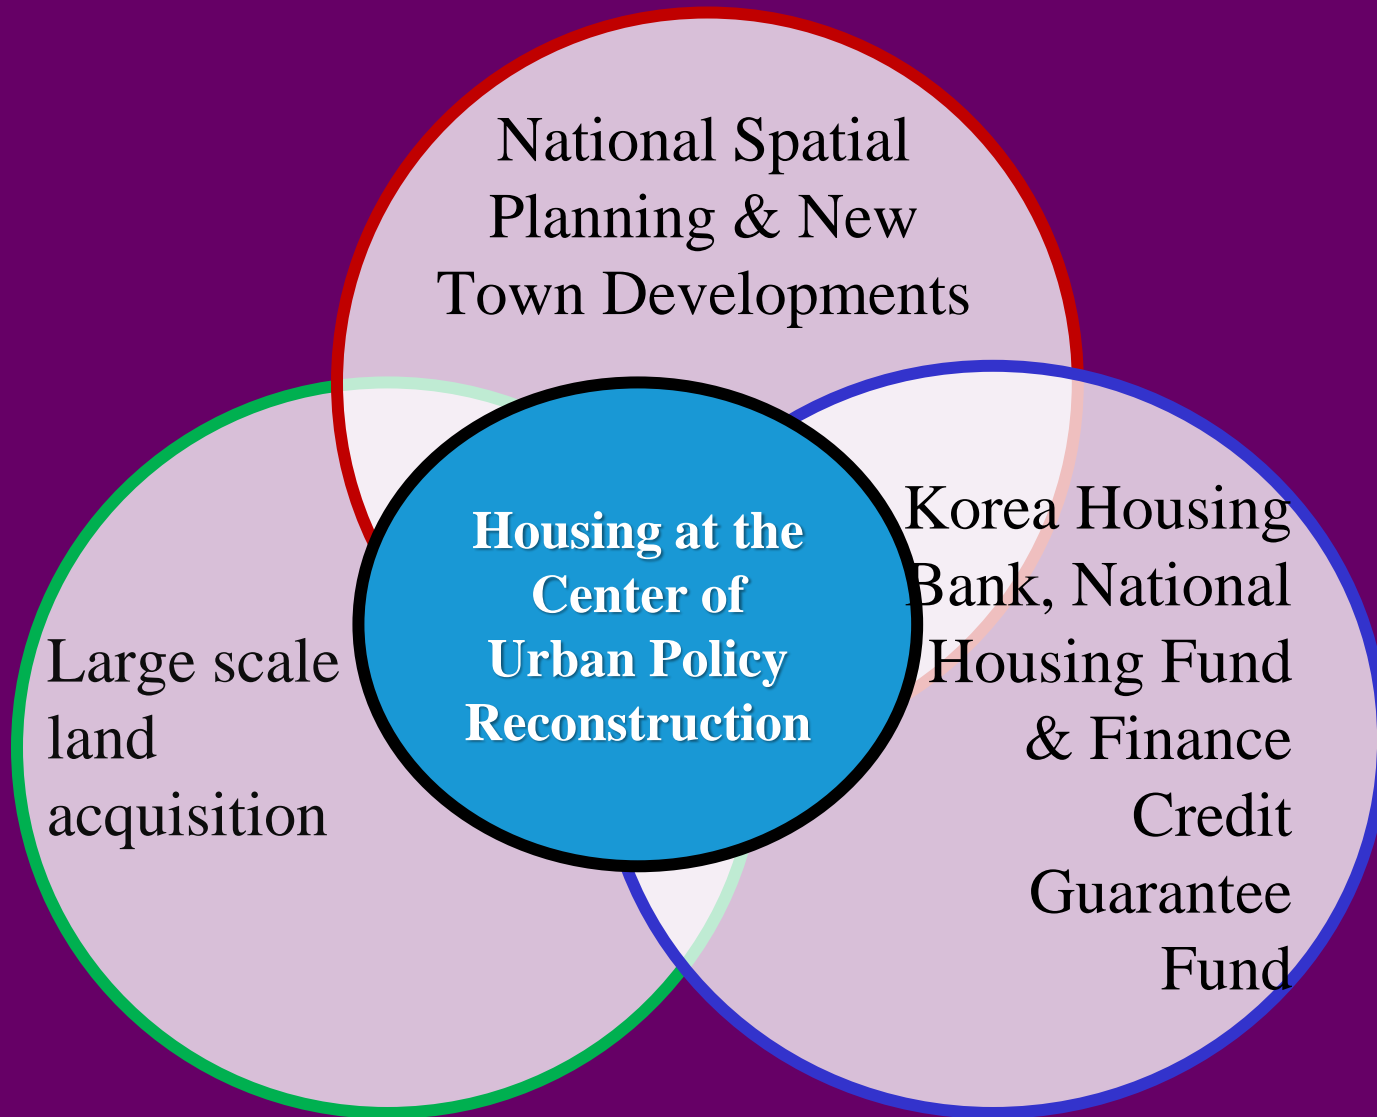 National Spatial
Planning & New
Town Developments
Housing at the
Center of
Urban Policy
Reconstruction
Large scale
land
acquisition
Korea Housing
Bank, National
Housing Fund
& Finance
Credit
Guarantee
Fund